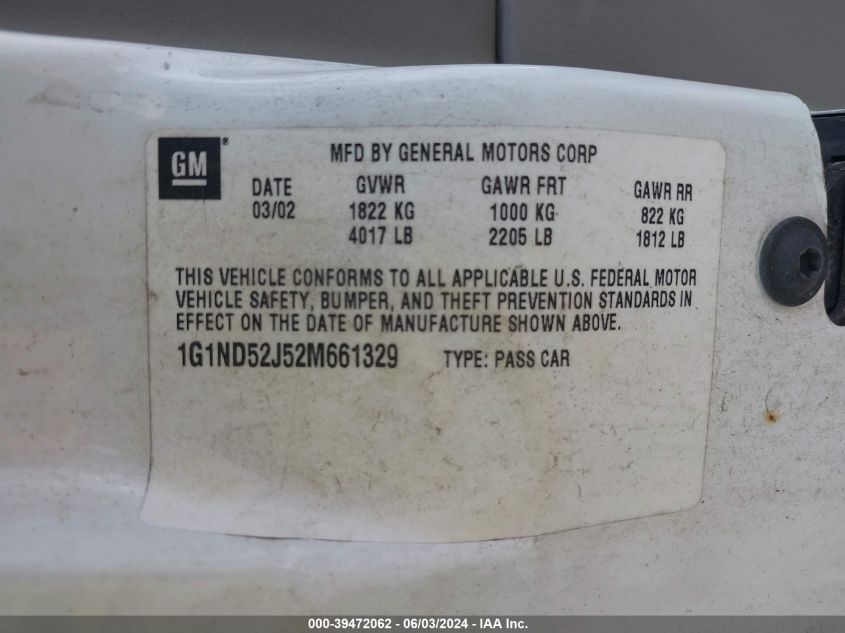 GM ® MFD BY GENERAL MOTORS CORP
DATE GVWR GAWR FRT GAWR RR
03/02 1822 KG 1000 KG 822 KG
4017 LB 2205 LB 1812 LB
THIS VEHICLE CONFORMS TO ALL APPLICABLE U.S. FEDERAL MOTOR
VEHICLE SAFETY, BUMPER, AND THEFT PREVENTION STANDARDS IN
EFFECT ON THE DATE OF MANUFACTURE SHOWN ABOVE.
1G1ND52J52M661329 TYPE: PASS CAR
000-39472062 - 06/03/2024 - IAA Inc.